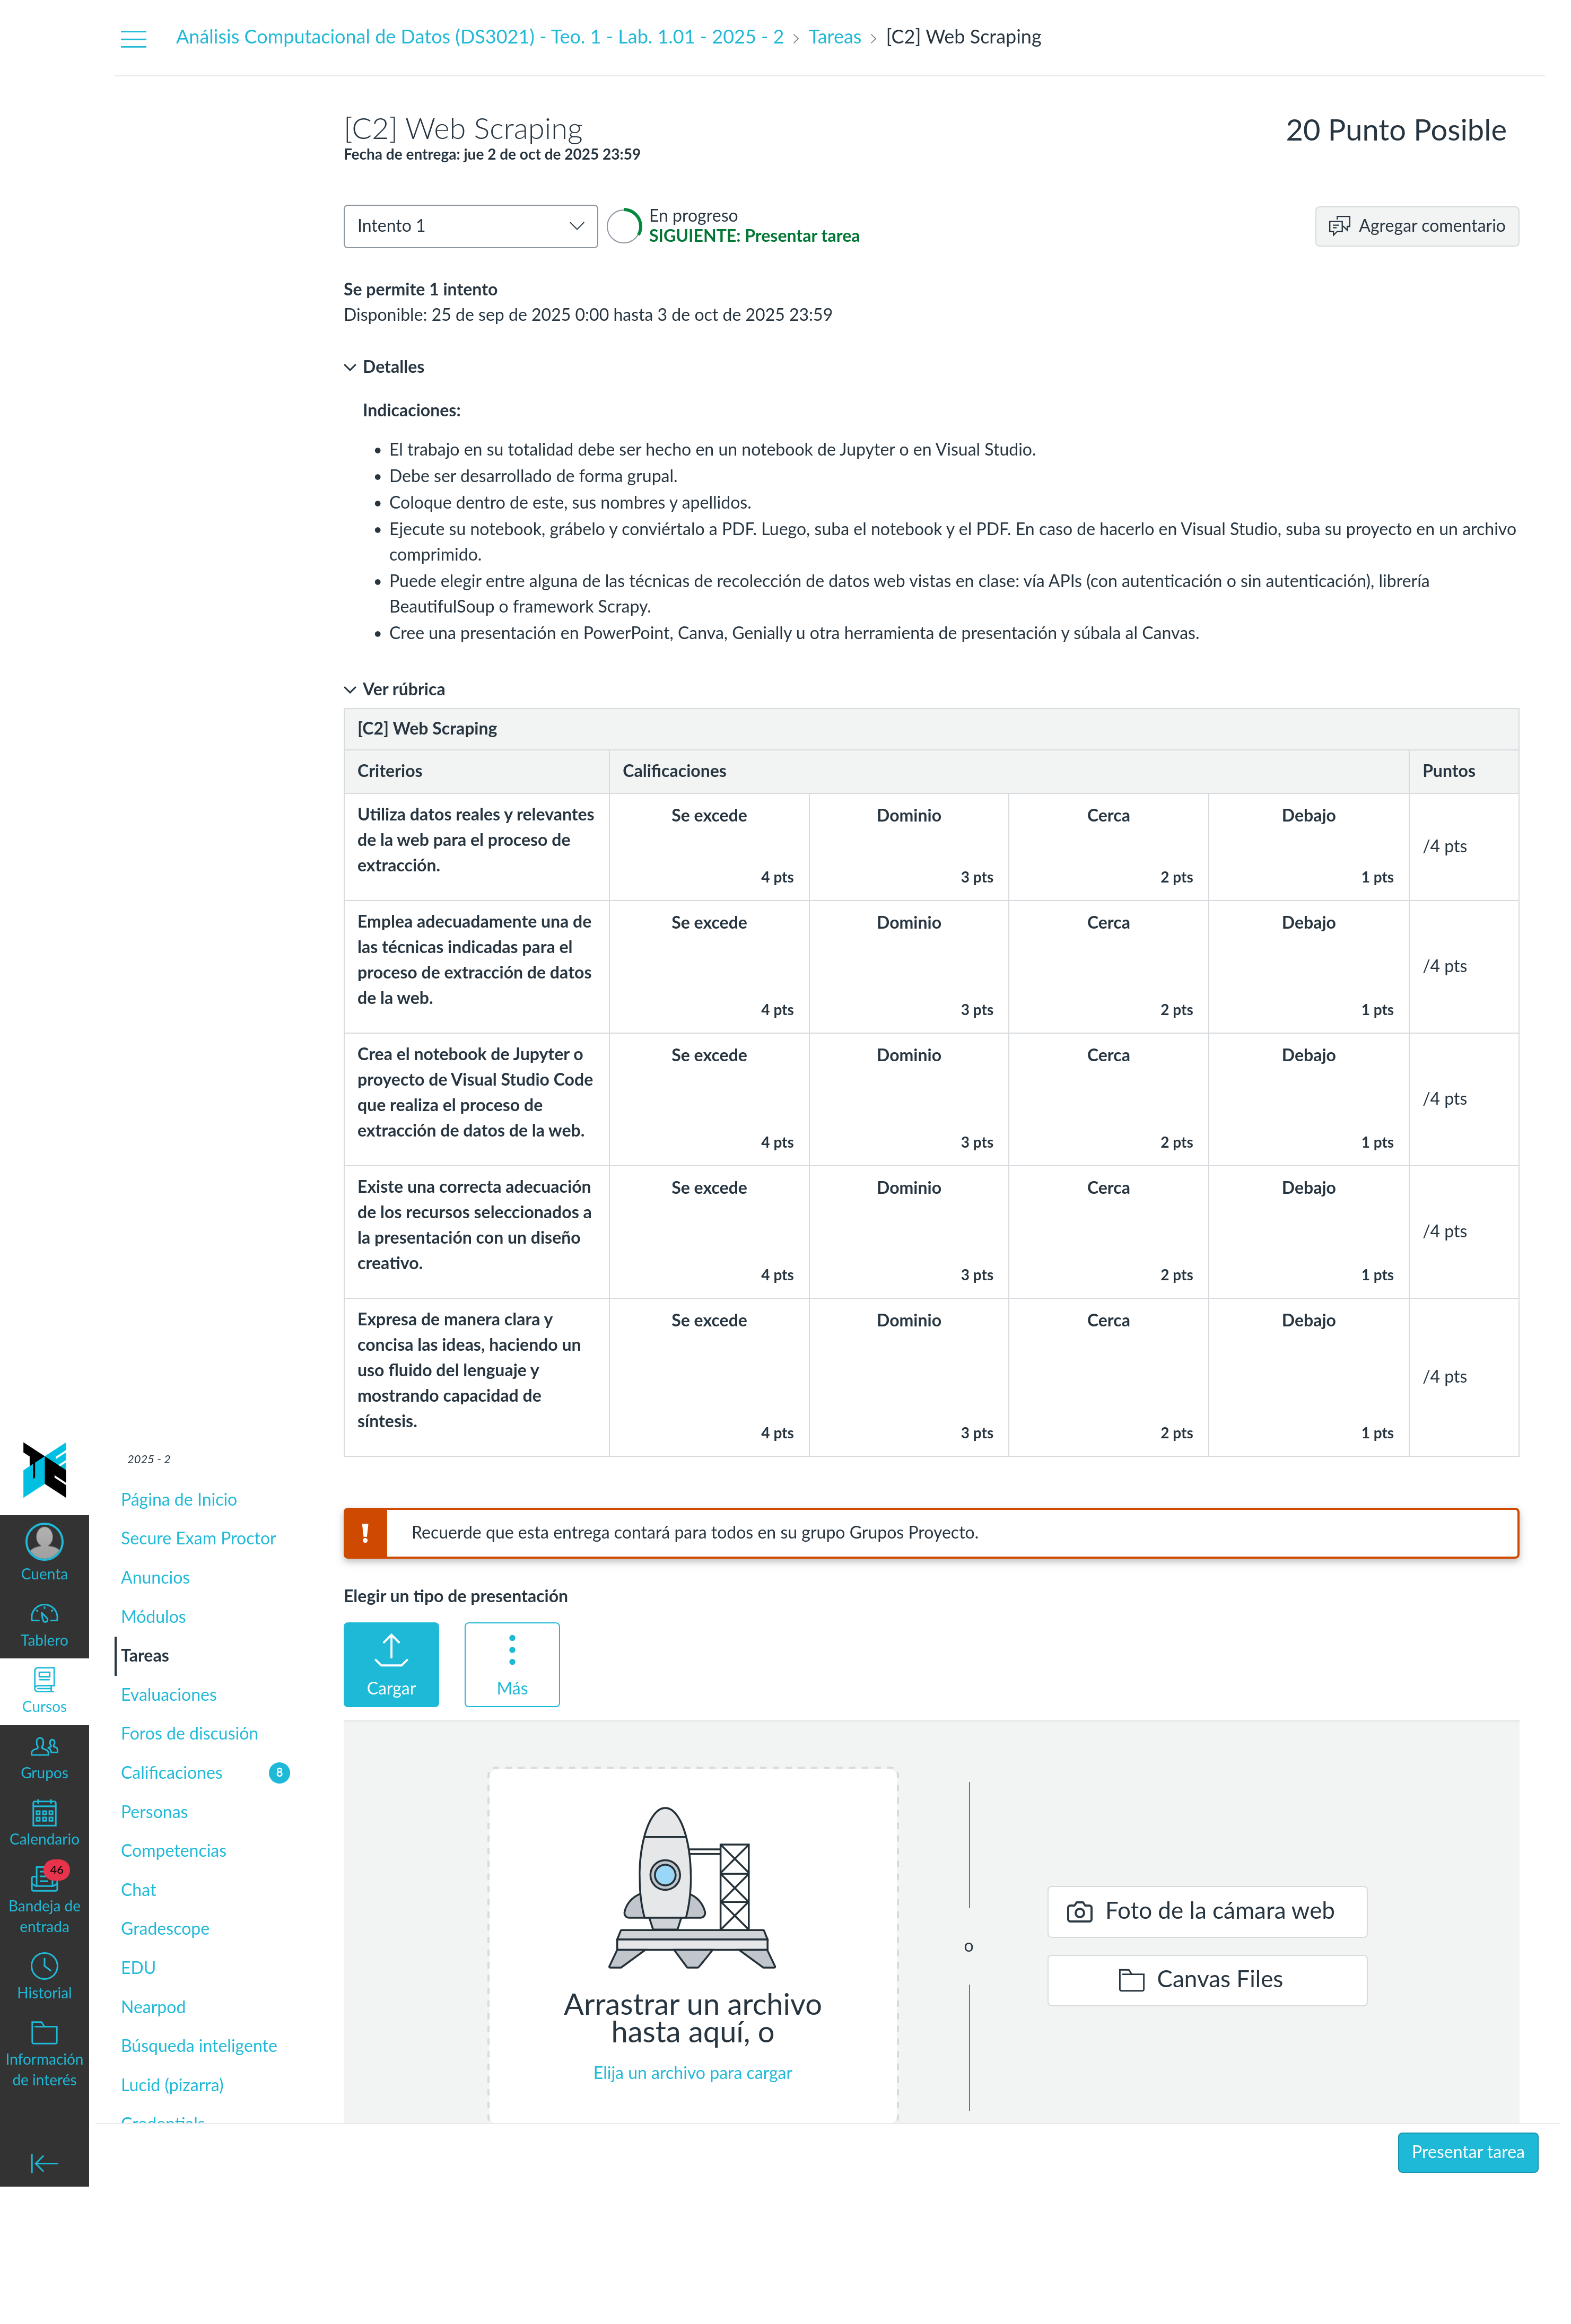 Análisis Computacional de Datos (DS3021) - Teo. 1 - Lab. 1.01 - 2025 - 2 > Tareas > [C2] Web Scraping
[C2] Web Scraping
20 Punto Posible
Fecha de entrega: jue 2 de oct de 2025 23:59
Intento 1
En progreso
SIGUIENTE: Presentar tarea
Agregar comentario
Se permite 1 intento
Disponible: 25 de sep de 2025 0:00 hasta 3 de oct de 2025 23:59
Detalles
Indicaciones:
• El trabajo en su totalidad debe ser hecho en un notebook de Jupyter o en Visual Studio.
• Debe ser desarrollado de forma grupal.
• Coloque dentro de este, sus nombres y apellidos.
• Ejecute su notebook, grábelo y conviértalo a PDF. Luego, suba el notebook y el PDF. En caso de hacerlo en Visual Studio, suba su proyecto en un archivo
comprimido.
• Puede elegir entre alguna de las técnicas de recolección de datos web vistas en clase: vía APIs (con autenticación o sin autenticación), librería
BeautifulSoup o framework Scrapy.
• Cree una presentación en PowerPoint, Canva, Genially u otra herramienta de presentación y súbala al Canvas.
Ver rúbrica
[C2] Web Scraping
Criterios Calificaciones Puntos
Utiliza datos reales y relevantes
de la web para el proceso de
extracción.
Se excede Dominio Cerca Debajo
4 pts 3 pts 2 pts 1 pts
/4 pts
Emplea adecuadamente una de
las técnicas indicadas para el
proceso de extracción de datos
de la web.
Se excede Dominio Cerca Debajo
4 pts 3 pts 2 pts 1 pts
/4 pts
Crea el notebook de Jupyter o
proyecto de Visual Studio Code
que realiza el proceso de
extracción de datos de la web.
Se excede Dominio Cerca Debajo
4 pts 3 pts 2 pts 1 pts
/4 pts
Existe una correcta adecuación
de los recursos seleccionados a
la presentación con un diseño
creativo.
Se excede Dominio Cerca Debajo
4 pts 3 pts 2 pts 1 pts
/4 pts
Expresa de manera clara y
concisa las ideas, haciendo un
uso fluido del lenguaje y
mostrando capacidad de
síntesis.
Se excede Dominio Cerca Debajo
4 pts 3 pts 2 pts 1 pts
/4 pts
Cuenta
Tablero
Cursos
Grupos
Calendario
46
Bandeja de
entrada
Historial
Información
de interés
2025 - 2
Página de Inicio
Secure Exam Proctor
Anuncios
Módulos
Tareas
Evaluaciones
Foros de discusión
Calificaciones 8
Personas
Competencias
Chat
Gradescope
EDU
Nearpod
Búsqueda inteligente
Lucid (pizarra)
! Recuerde que esta entrega contará para todos en su grupo Grupos Proyecto.
Elegir un tipo de presentación
Cargar
Más
Arrastrar un archivo
hasta aquí, o
Elija un archivo para cargar
o
Foto de la cámara web
Canvas Files
Presentar tarea